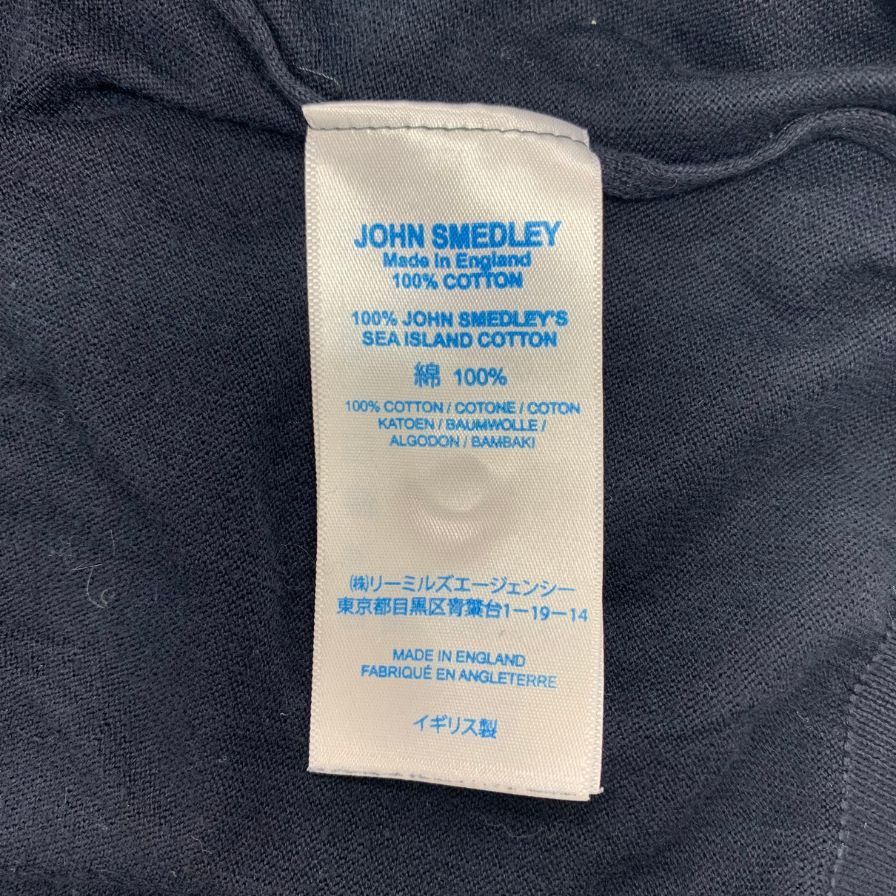 JOHN SMEDLEY
Made In England
100% COTTON
100% JOHN SMEDLEY'S
SEA ISLAND COTTON
綿 100%
100% COTTON / COTONE / COTON
KATOEN / BAUMWOLLE /
ALGODON / BAMBAKI
㈱リーミルズエージェンシー
東京都目黒区青葉台1−19−14
MADE IN ENGLAND
FABRIQUÉ EN ANGLETERRE
イギリス製